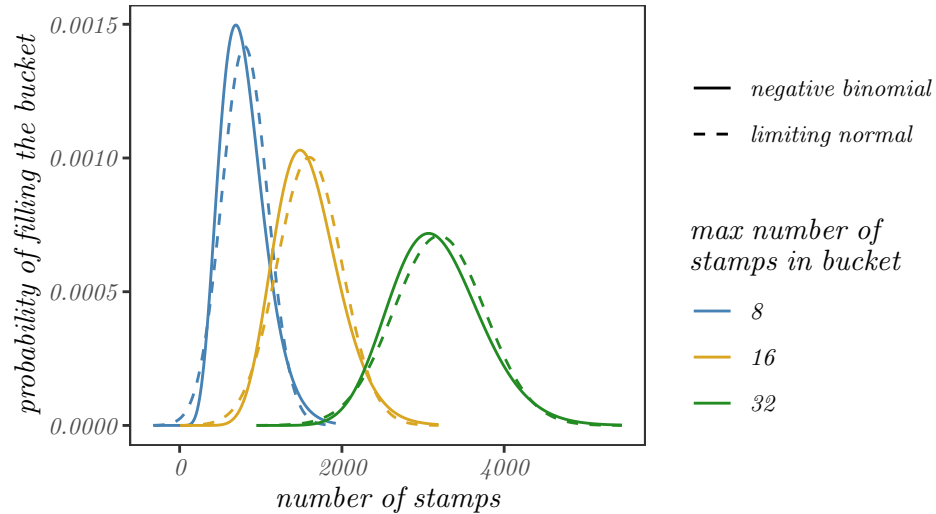 probability of filling the bucket
0.0015
0.0010
0.0005
0.0000
0
2000
4000
number of stamps
negative binomial
limiting normal
max number of
stamps in bucket
8
16
32